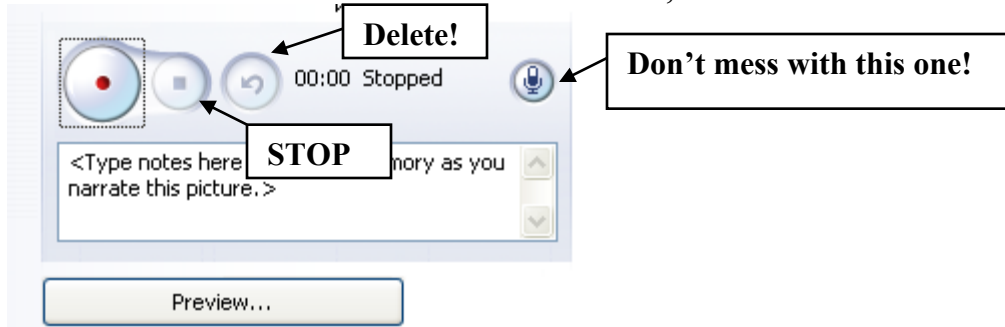 Delete!
Don’t mess with this one!
00:00 Stopped
STOP
<Type notes here mory as you
narrate this picture.>
Preview...